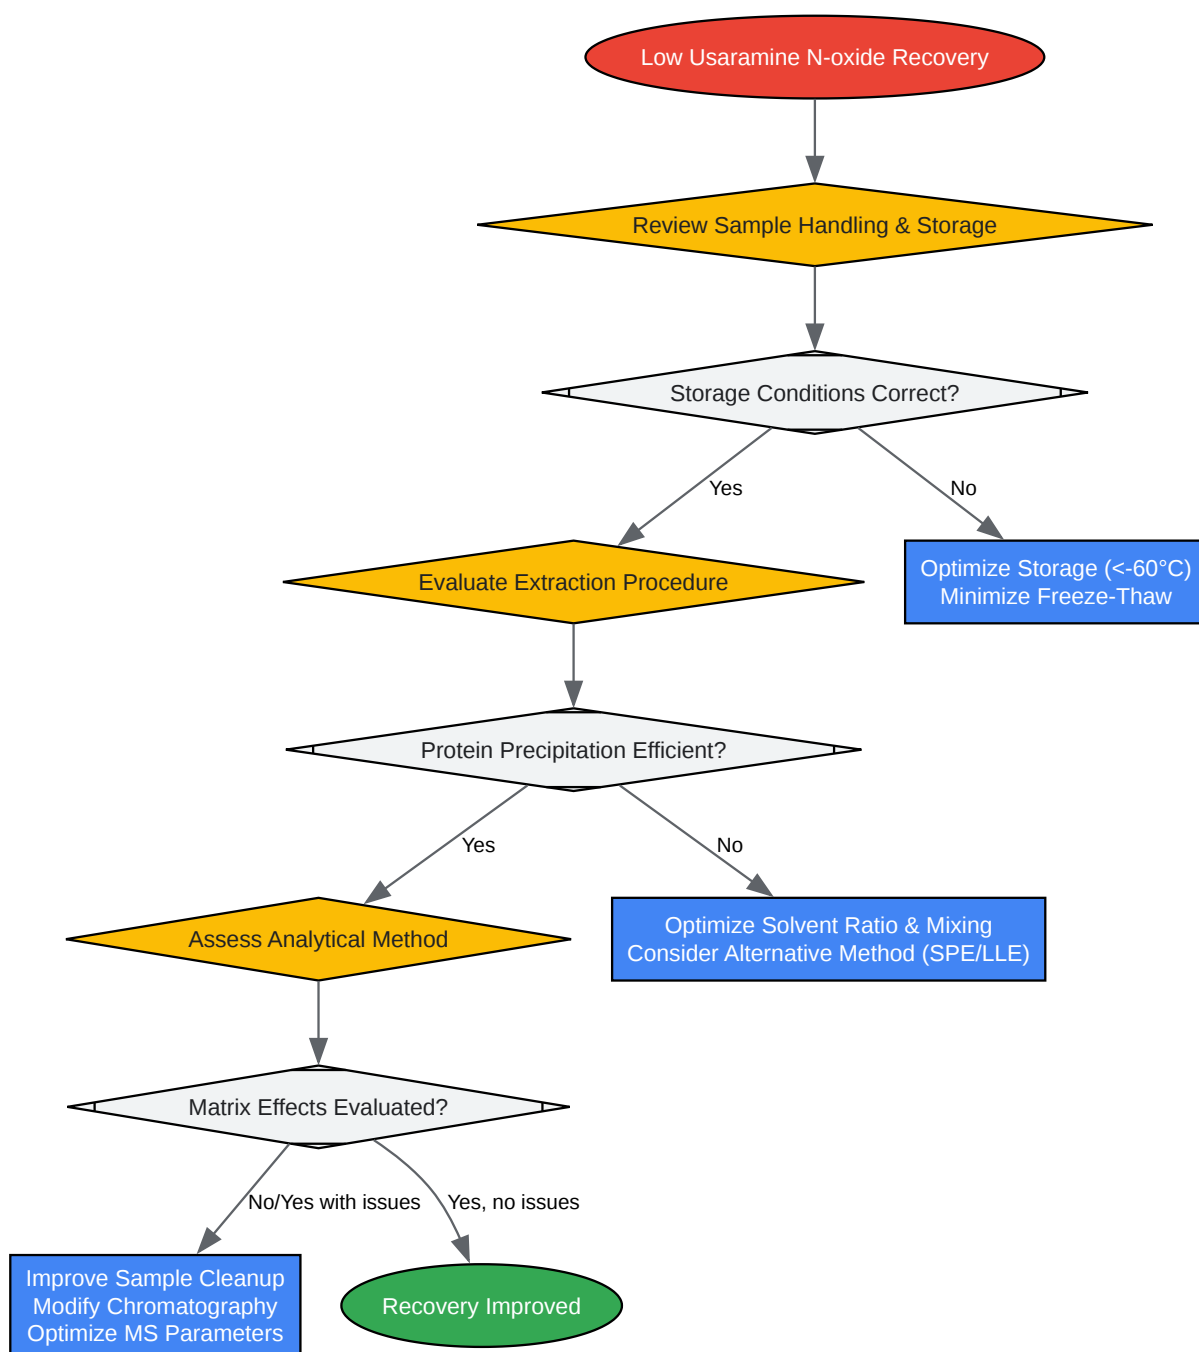 Low Usaramine N-oxide Recovery
Review Sample Handling & Storage
Storage Conditions Correct?
Yes
No
Evaluate Extraction Procedure
Optimize Storage (<-60°C)
Minimize Freeze-Thaw
Protein Precipitation Efficient?
Yes
No
Assess Analytical Method
Optimize Solvent Ratio & Mixing
Consider Alternative Method (SPE/LLE)
Matrix Effects Evaluated?
No/Yes with issues
Yes, no issues
Improve Sample Cleanup
Modify Chromatography
Optimize MS Parameters
Recovery Improved